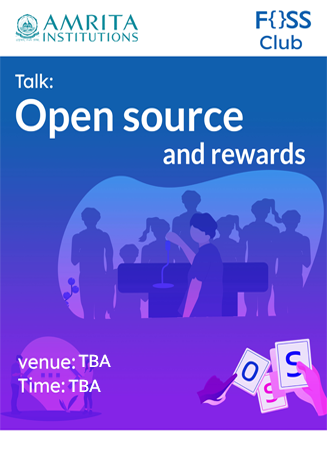 AMRITA
INSTITUTIONS
F{}SS
Club
Talk:
Open source
and rewards
venue: TBA
Time: TBA
O
S
S